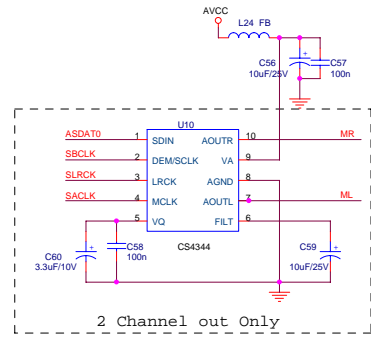 AVCC
L24 FB
C56
10uF/25V
C57
100n
U10
ASDAT0 1 SDIN AOUTR 10 MR
SBCLK 2 DEM/SCLK VA 9
SLRCK 3 LRCK AGND 8
SACLK 4 MCLK AOUTL 7 ML
5 VQ FILT 6
C60
3.3uF/10V
C58
100n
CS4344
C59
10uF/25V
2 Channel out Only